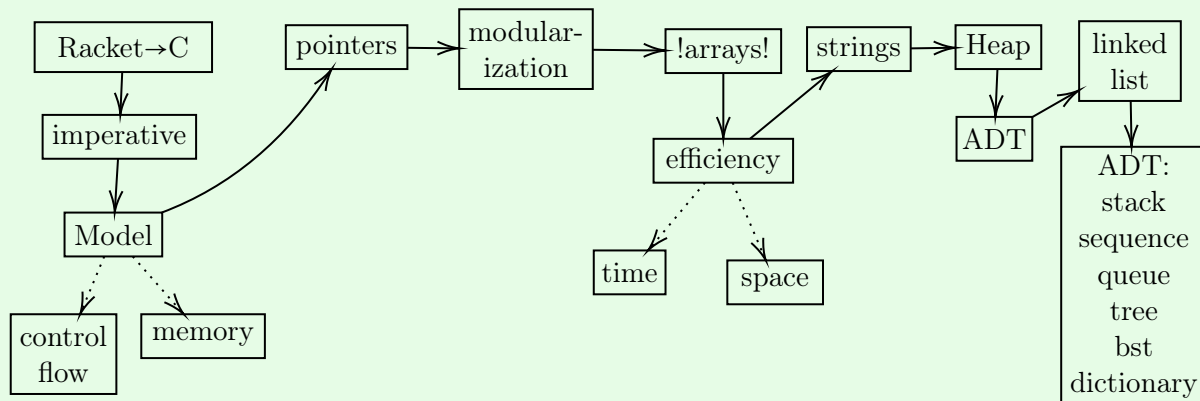 Racket→C
imperative
Model
control
flow
memory
pointers
modular-
ization
!arrays!
efficiency
time
space
strings
Heap
ADT
linked
list
ADT:
stack
sequence
queue
tree
bst
dictionary